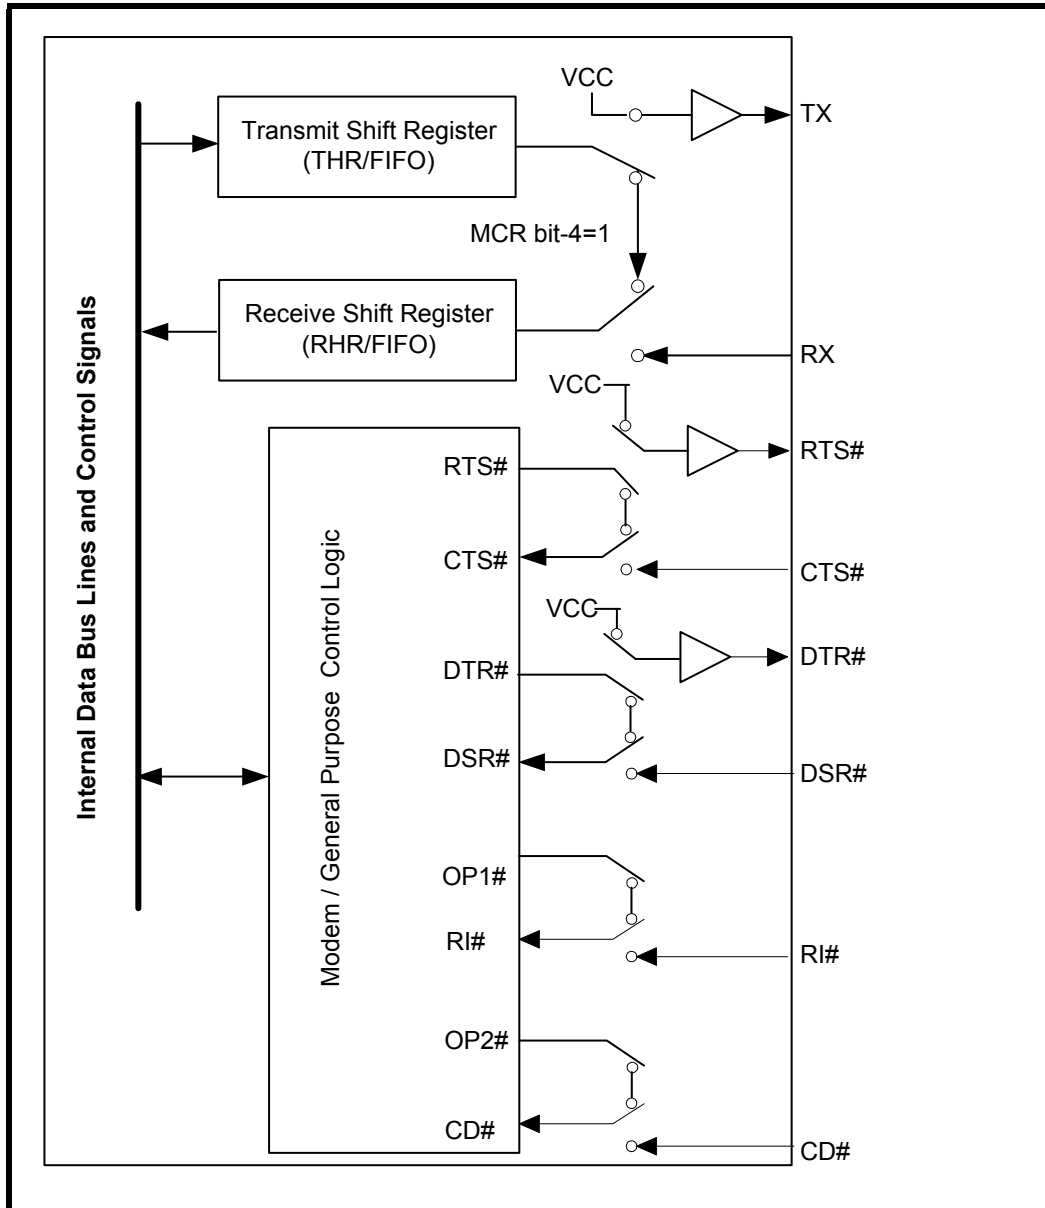 VCC
TX
Transmit Shift Register
(THR/FIFO)
MCR bit-4=1
Receive Shift Register
(RHR/FIFO)
RX
VCC
RTS#
RTS#
CTS#
CTS#
VCC
DTR#
DTR#
DSR#
DSR#
OP1#
RI#
RI#
OP2#
CD#
CD#
Internal Data Bus Lines and Control Signals
Modem / General Purpose Control Logic